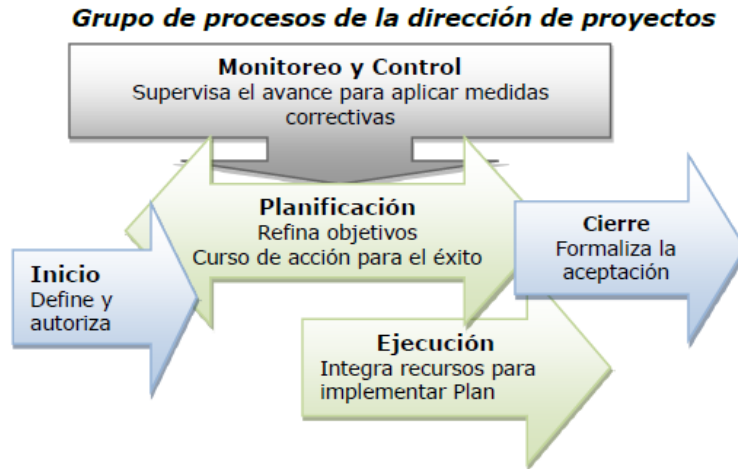 Grupo de procesos de la dirección de proyectos
Monitoreo y Control
Supervisa el avance para aplicar medidas
correctivas
Planificación
Refina objetivos
Curso de acción para el éxito
Inicio
Define y
autoriza
Cierre
Formaliza la
aceptación
Ejecución
Integra recursos para
implementar Plan